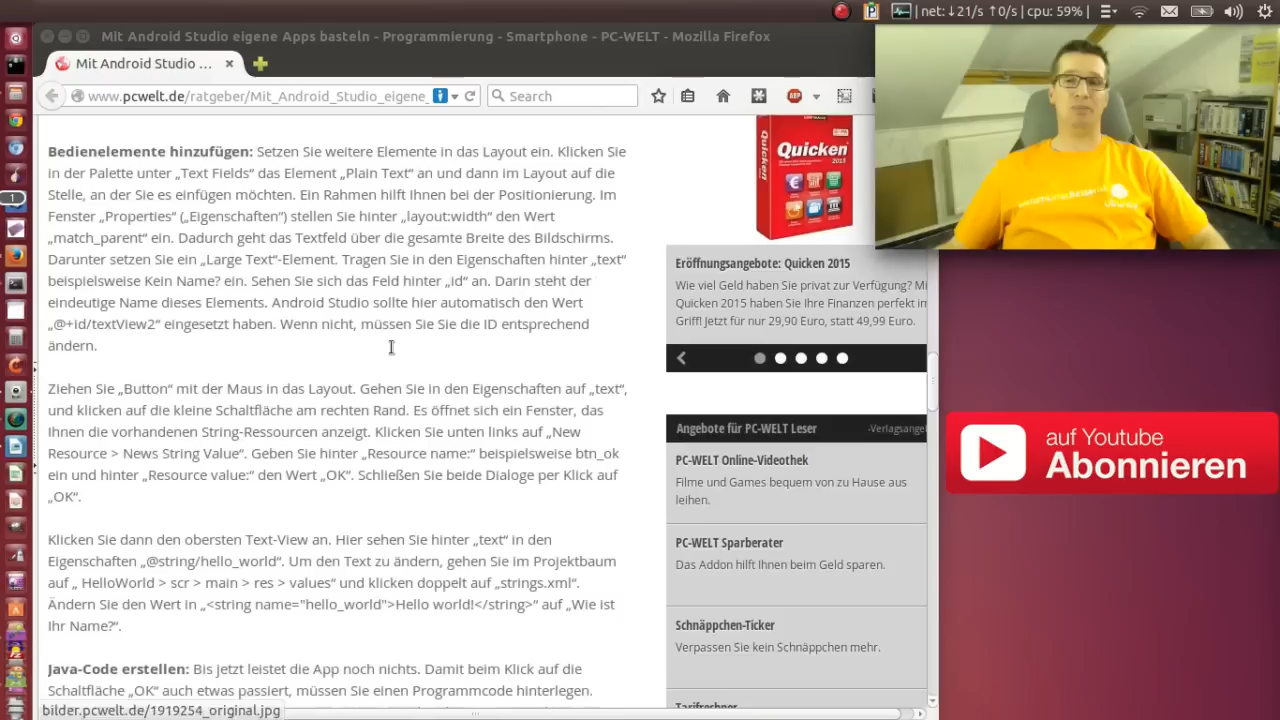 net: ↓21/s ↑0/s | cpu: 59%
Mit Android Studio eigene Apps basteln - Programmierung - Smartphone - PC-WELT - Mozilla Firefox
Mit Android Studio ...
www.pcwelt.de/ratgeber/Mit_Android_Studio_eigene_
Search
ABP
Bedienelemente hinzufügen: Setzen Sie weitere Elemente in das Layout ein. Klicken Sie
in der Palette unter „Text Fields“ das Element „Plain Text“ an und dann im Layout auf die
Stelle, an der Sie es einfügen möchten. Ein Rahmen hilft Ihnen bei der Positionierung. Im
Fenster „Properties“ („Eigenschaften“) stellen Sie hinter „layout:width“ den Wert
„match_parent“ ein. Dadurch geht das Textfeld über die gesamte Breite des Bildschirms.
Darunter setzen Sie ein „Large Text“-Element. Tragen Sie in den Eigenschaften hinter „text“
beispielsweise Kein Name? ein. Sehen Sie sich das Feld hinter „id“ an. Darin steht der
eindeutige Name dieses Elements. Android Studio sollte hier automatisch den Wert
„@+id/textView2“ eingesetzt haben. Wenn nicht, müssen Sie Sie die ID entsprechend
ändern.
Ziehen Sie „Button“ mit der Maus in das Layout. Gehen Sie in den Eigenschaften auf „text“,
und klicken auf die kleine Schaltfläche am rechten Rand. Es öffnet sich ein Fenster, das
Ihnen die vorhandenen String-Ressourcen anzeigt. Klicken Sie unten links auf „New
Resource > News String Value“. Geben Sie hinter „Resource name:“ beispielsweise btn_ok
ein und hinter „Resource value:“ den Wert „OK“. Schließen Sie beide Dialoge per Klick auf
„OK“.
Klicken Sie dann den obersten Text-View an. Hier sehen Sie hinter „text“ in den
Eigenschaften „@string/hello_world“. Um den Text zu ändern, gehen Sie im Projektbaum
auf „ HelloWorld > scr > main > res > values“ und klicken doppelt auf „strings.xml“.
Ändern Sie den Wert in „<string name="hello_world">Hello world!</string>“ auf „Wie ist
Ihr Name?“.
Java-Code erstellen: Bis jetzt leistet die App noch nichts. Damit beim Klick auf die
Schaltfläche „OK“ auch etwas passiert, müssen Sie einen Programmcode hinterlegen.
bilder.pcwelt.de/1919254_original.jpg
Quicken
2015
Eröffnungsangebote: Quicken 2015
Wie viel Geld haben Sie privat zur Verfügung? Mi
Quicken 2015 haben Sie Ihre Finanzen perfekt im
Griff! Jetzt für nur 29,90 Euro, statt 49,99 Euro.
Angebote für PC-WELT Leser
-Verlagsangel
PC-WELT Online-Videothek
Filme und Games bequem von zu Hause aus
leihen.
PC-WELT Sparberater
Das Addon hilft Ihnen beim Geld sparen.
Schnäppchen-Ticker
Verpassen Sie kein Schnäppchen mehr.
Tarifrechner
auf Youtube
Abonnieren